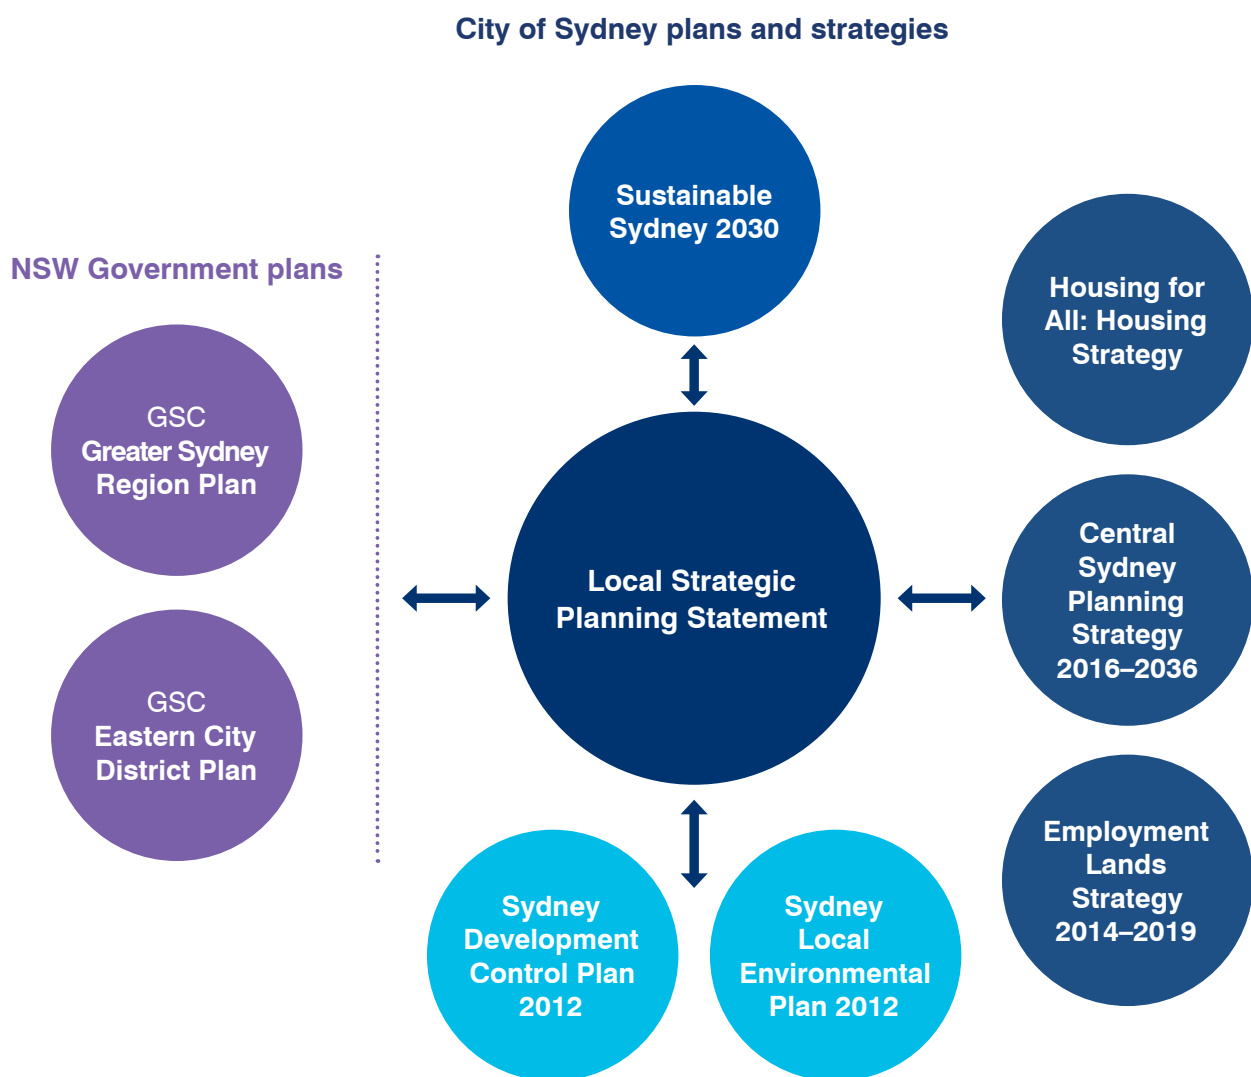 City of Sydney plans and strategies
NSW Government plans
GSC
Greater Sydney
Region Plan
GSC
Eastern City
District Plan
Sustainable
Sydney 2030
Local Strategic
Planning Statement
Sydney
Development
Control Plan
2012
Sydney
Local
Environmental
Plan 2012
Housing for
All: Housing
Strategy
Central
Sydney
Planning
Strategy
2016–2036
Employment
Lands
Strategy
2014–2019